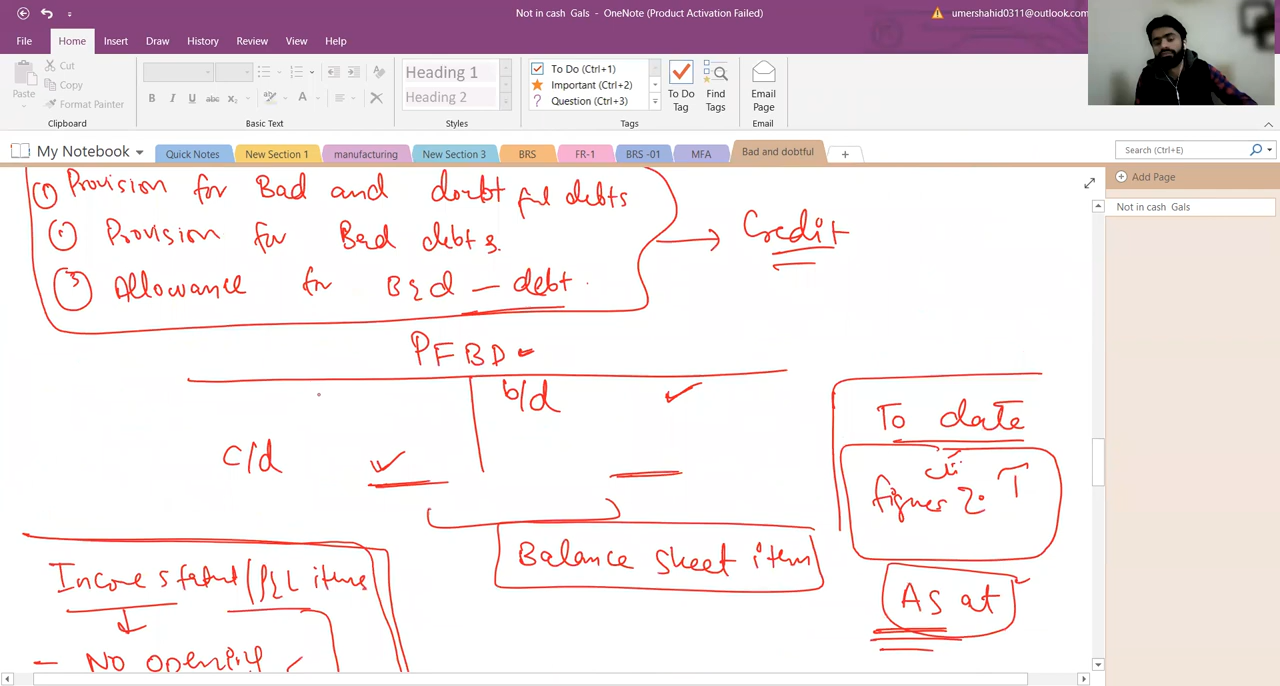 Not in cash  Gals  -  OneNote (Product Activation Failed)
umershahid0311@outlook.com
File Home Insert Draw History Review View Help
Paste
Cut
Copy
Format Painter
Clipboard
B I U abc x₂ A
Basic Text
Heading 1
Heading 2
Styles
To Do (Ctrl+1)
Important (Ctrl+2)
? Question (Ctrl+3)
Tags
To Do Tag
Find Tags
Email Page
Email
My Notebook
Quick Notes New Section 1 manufacturing New Section 3 BRS FR-1 BRS -01 MFA Bad and doubtful +
Search (Ctrl+E)
Add Page
Not in cash  Gals
① Provision for Bad and doubtful debts
Provision for Bad debts.
③ Allowance for Bad - debt
→ Credit
PFBD
b/d
c/d
Balance sheet item
To date
figures
As at
P&L items
- No opening